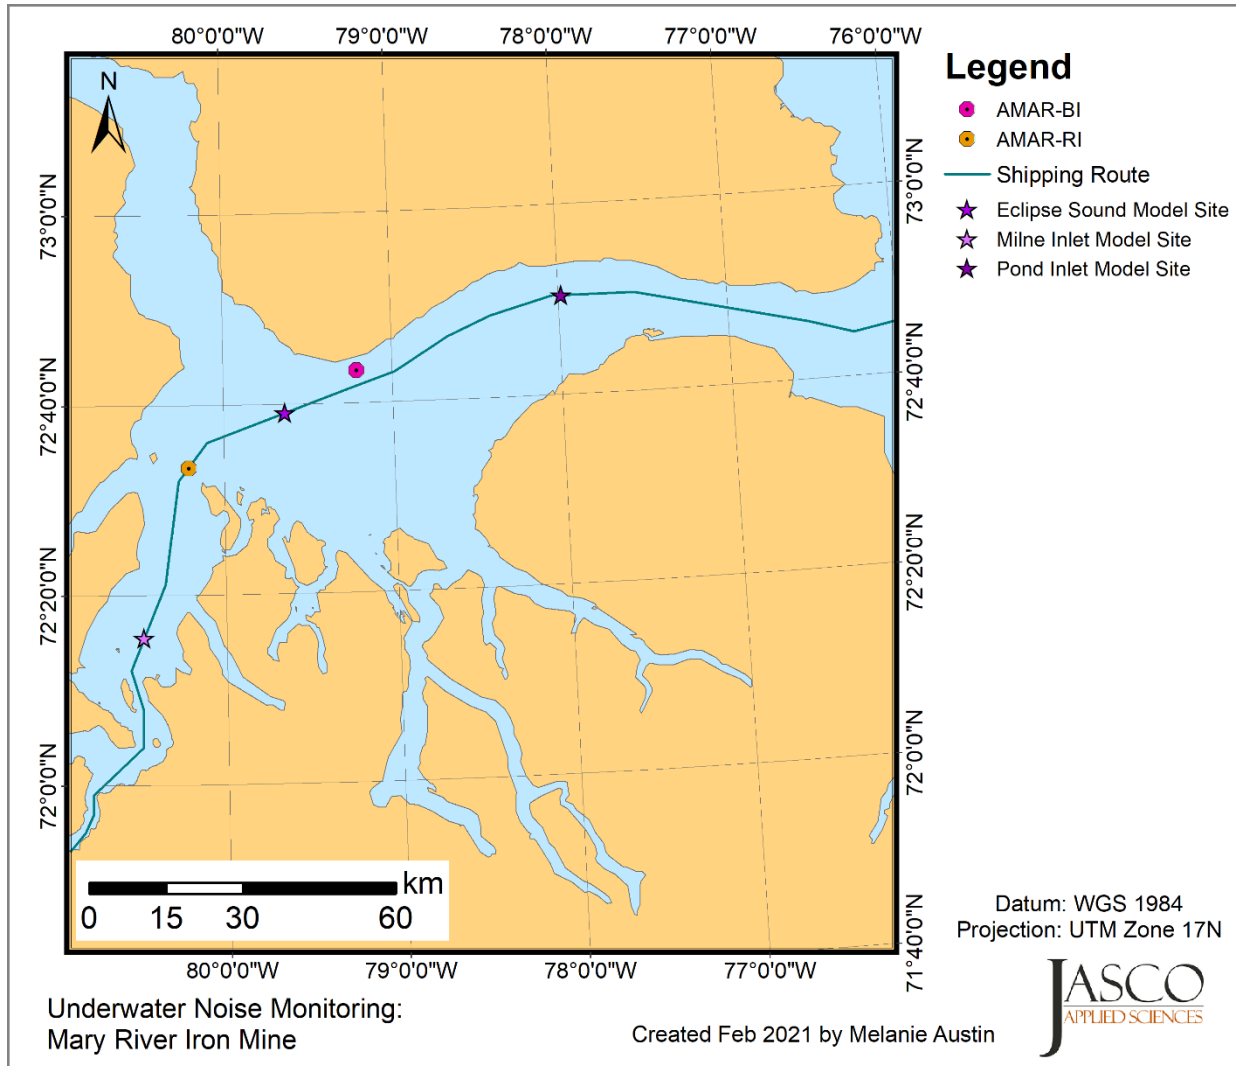 80°0'0"W 79°0'0"W 78°0'0"W 77°0'0"W 76°0'0"W
N
73°0'0"N
72°40'0"N
72°20'0"N
72°0'0"N
73°0'0"N
72°40'0"N
72°20'0"N
72°0'0"N
71°40'0"N
km
0 15 30 60
80°0'0"W 79°0'0"W 78°0'0"W 77°0'0"W
Legend
AMAR-BI
AMAR-RI
Shipping Route
Eclipse Sound Model Site
Milne Inlet Model Site
Pond Inlet Model Site
Datum: WGS 1984
Projection: UTM Zone 17N
JASCO
APPLIED SCIENCES
Underwater Noise Monitoring:
Mary River Iron Mine
Created Feb 2021 by Melanie Austin